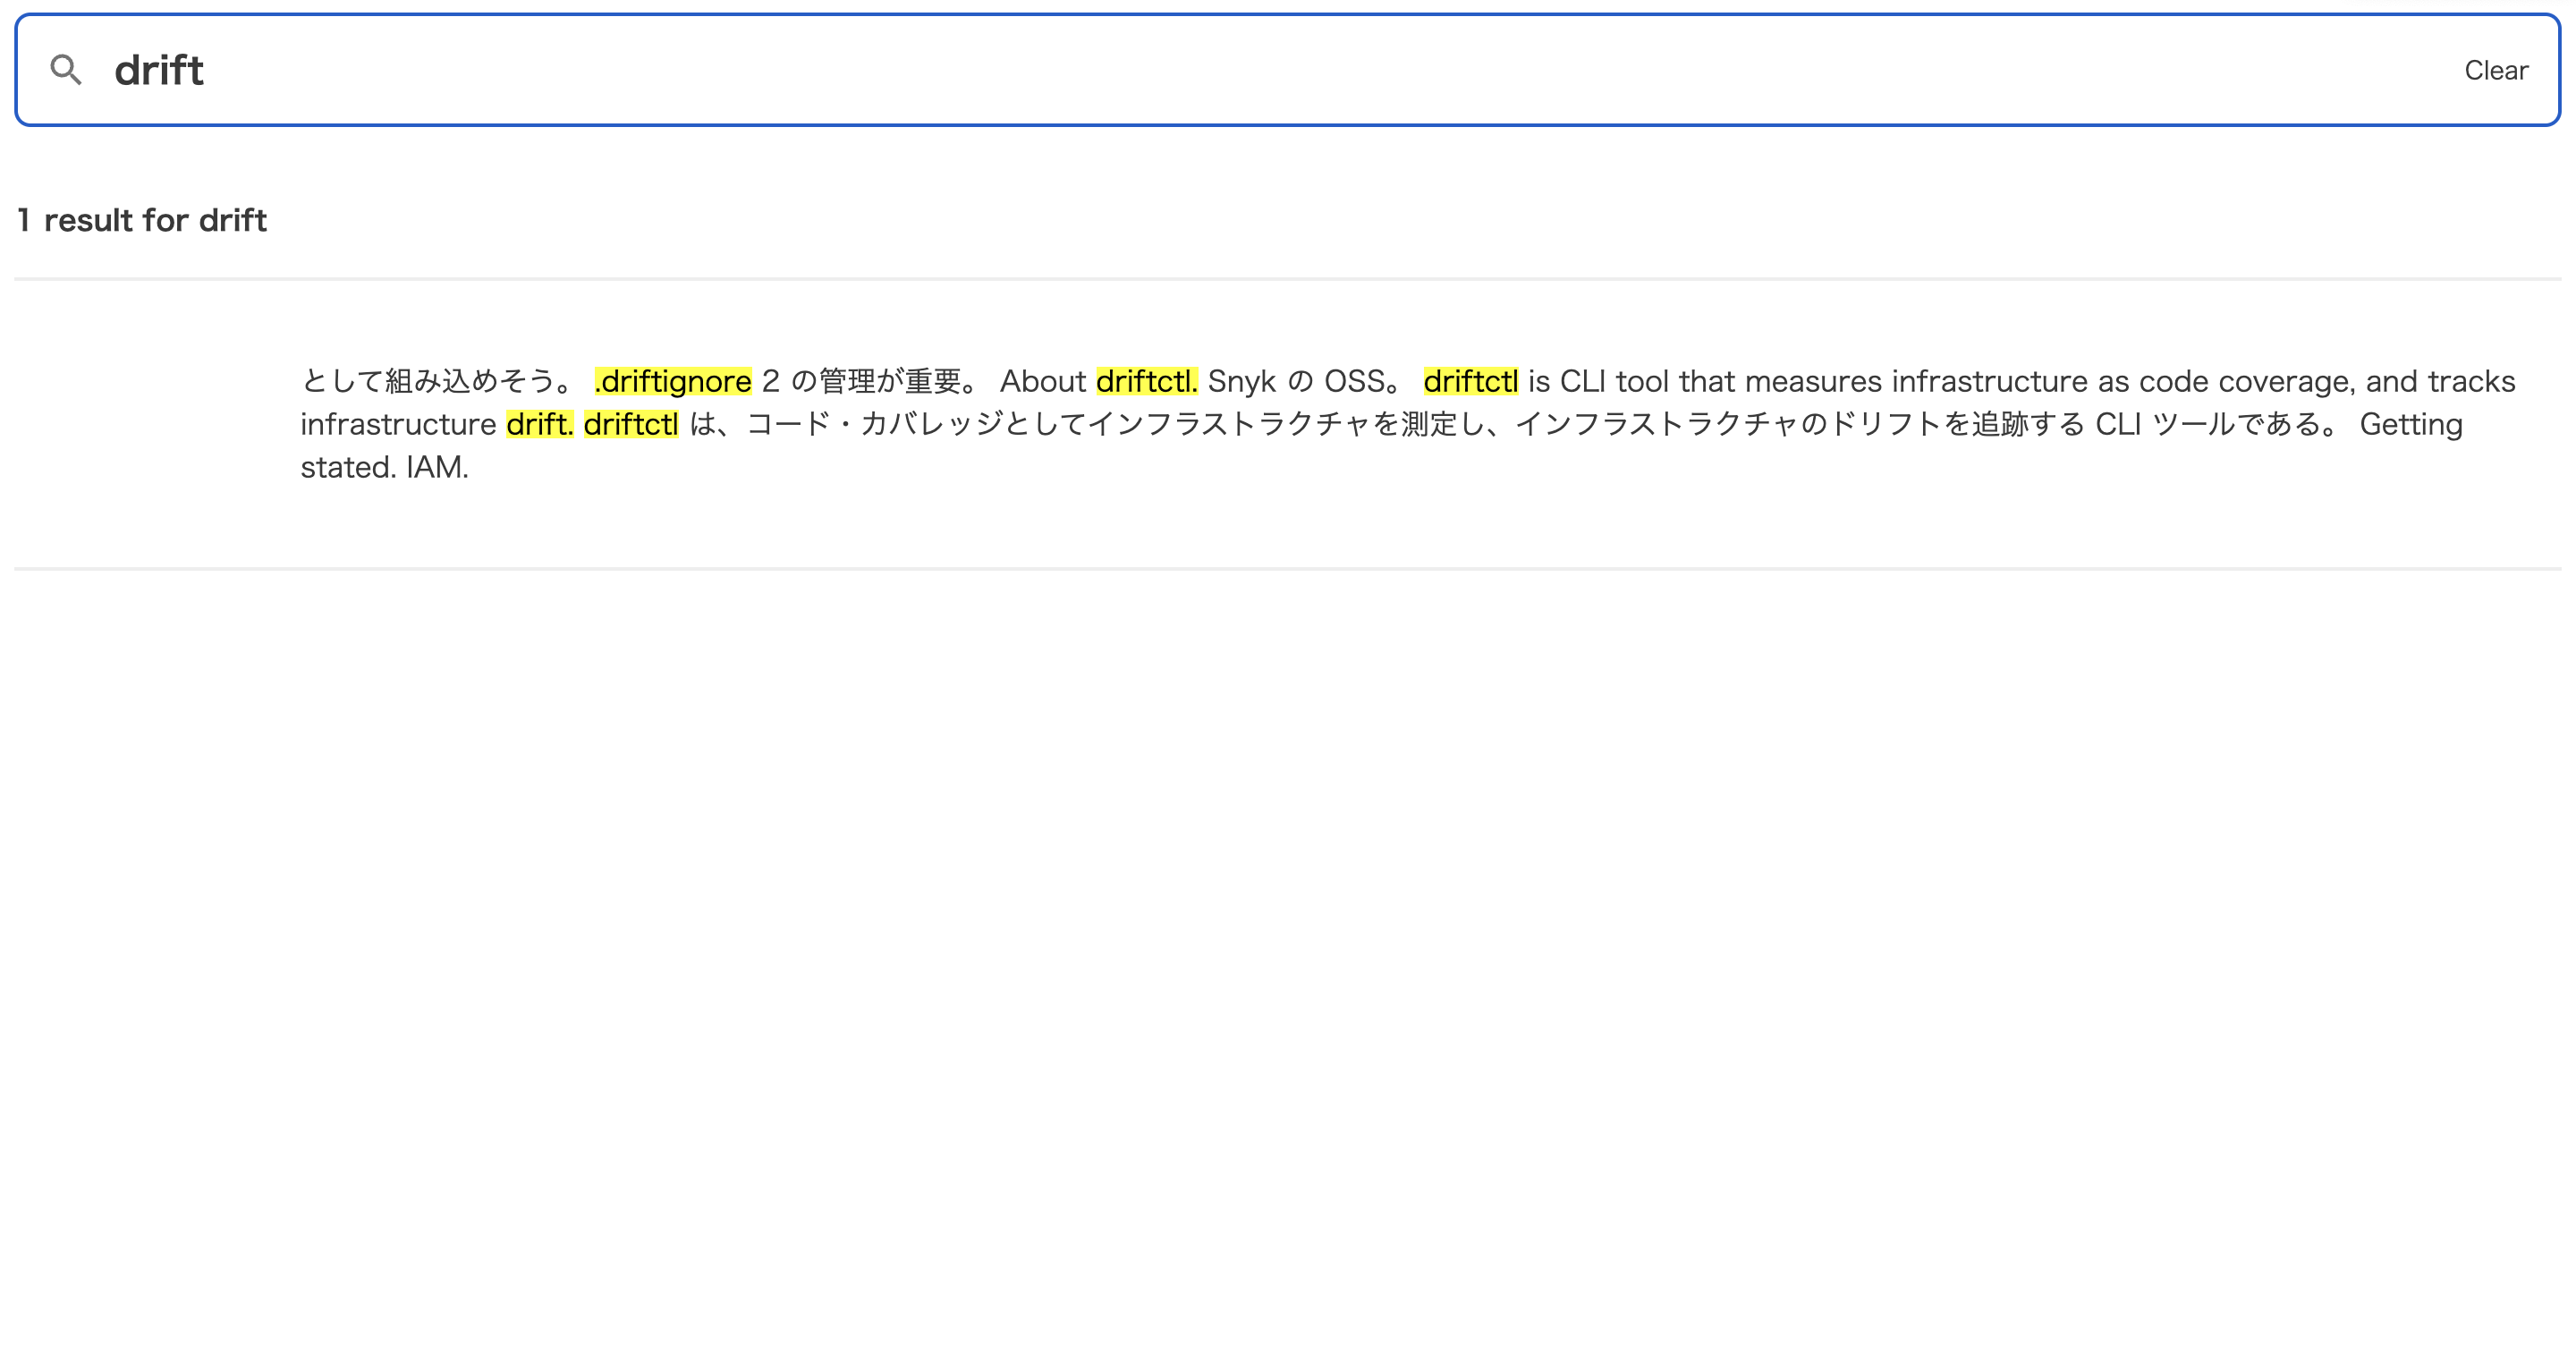 drift
Clear
1 result for drift
として組み込めそう。 .driftignore 2 の管理が重要。 About driftctl. Snyk の OSS。 driftctl is CLI tool that measures infrastructure as code coverage, and tracks
infrastructure drift. driftctl は、コード・カバレッジとしてインフラストラクチャを測定し、インフラストラクチャのドリフトを追跡する CLI ツールである。 Getting
stated. IAM.